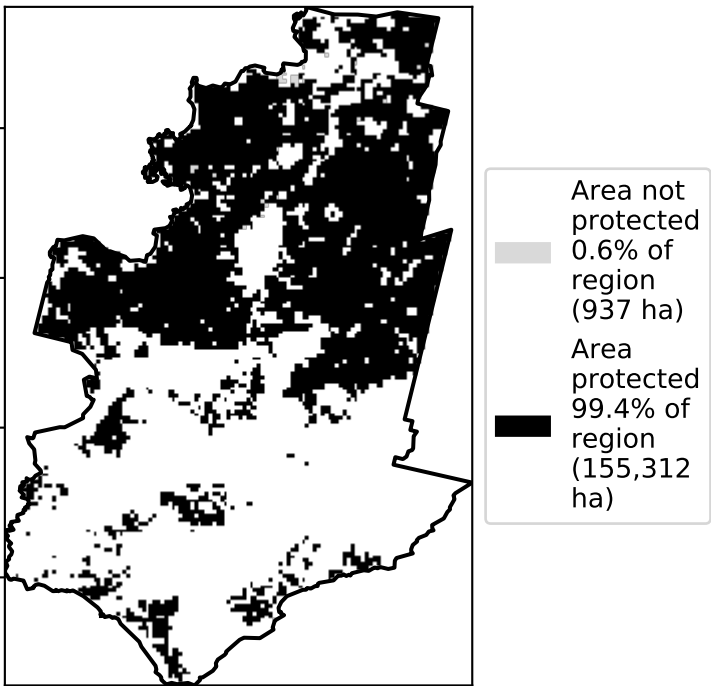 Area not
protected
0.6% of
region
(937 ha)
Area
protected
99.4% of
region
(155,312
ha)